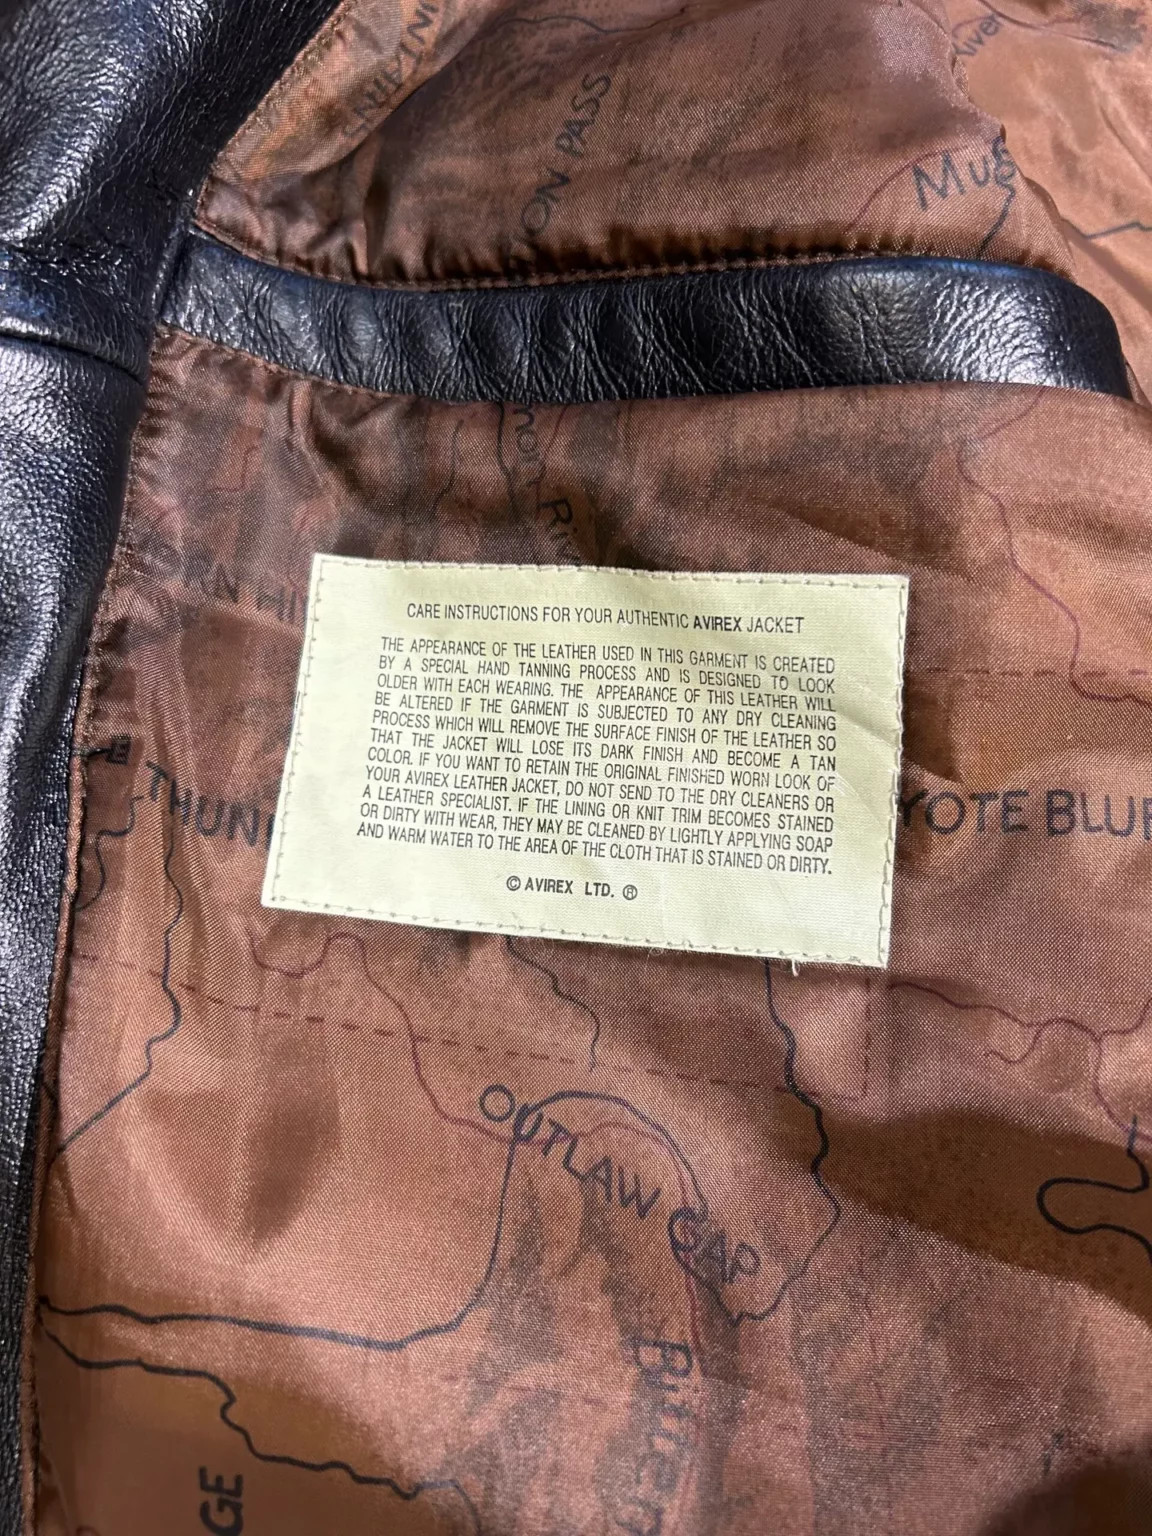 ION PASS
River
CARE INSTRUCTIONS FOR YOUR AUTHENTIC AVIREX JACKET
THE APPEARANCE OF THE LEATHER USED IN THIS GARMENT IS CREATED
BY A SPECIAL HAND TANNING PROCESS AND IS DESIGNED TO LOOK
OLDER WITH EACH WEARING. THE APPEARANCE OF THIS LEATHER WILL
BE ALTERED IF THE GARMENT IS SUBJECTED TO ANY DRY CLEANING
PROCESS WHICH WILL REMOVE THE SURFACE FINISH OF THE LEATHER SO
THAT THE JACKET WILL LOSE ITS DARK FINISH AND BECOME A TAN
COLOR. IF YOU WANT TO RETAIN THE ORIGINAL FINISHED WORN LOOK OF
YOUR AVIREX LEATHER JACKET, DO NOT SEND TO THE DRY CLEANERS OR
A LEATHER SPECIALIST. IF THE LINING OR KNIT TRIM BECOMES STAINED
OR DIRTY WITH WEAR, THEY MAY BE CLEANED BY LIGHTLY APPLYING SOAP
AND WARM WATER TO THE AREA OF THE CLOTH THAT IS STAINED OR DIRTY.
© AVIREX LTD. ®
THUN
YOTE BLUF
OUTLAW GAP
Bitter
GE